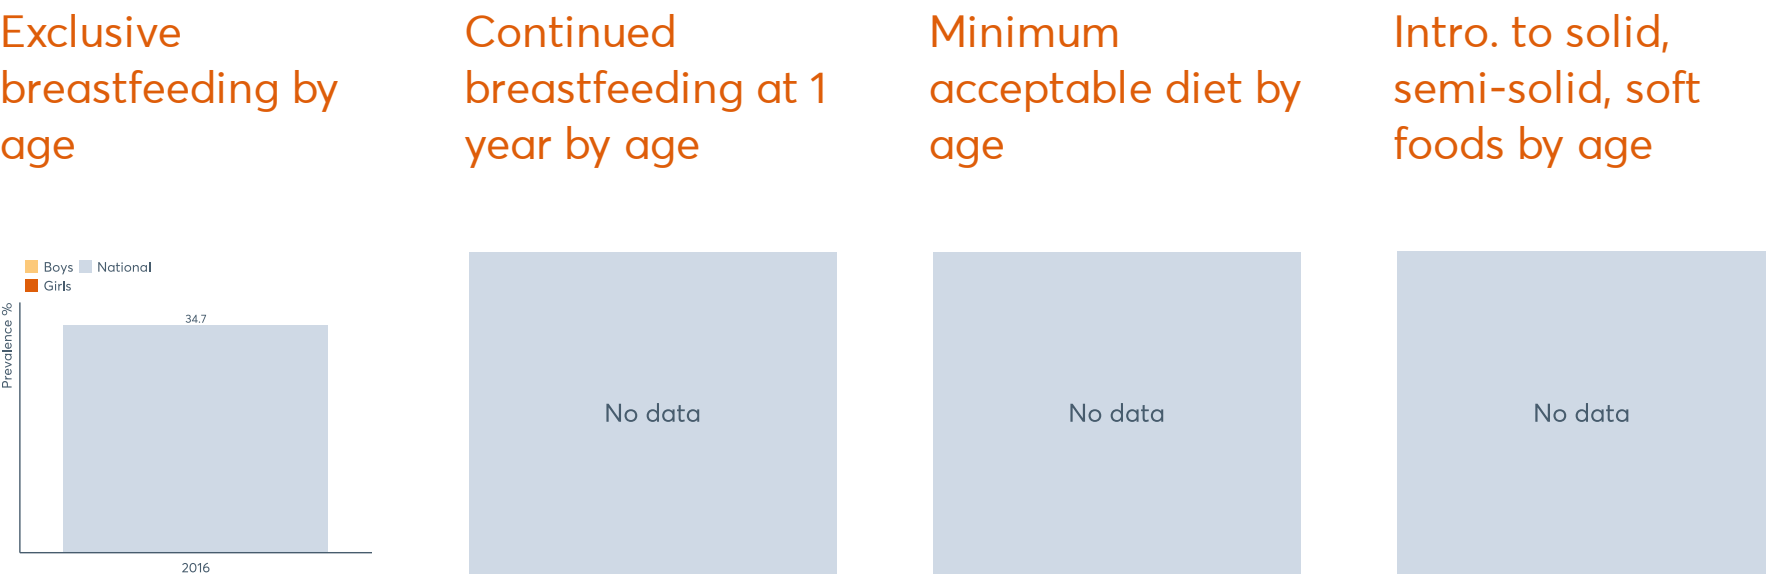 Exclusive
breastfeeding by
age
Continued
breastfeeding at 1
year by age
Minimum
acceptable diet by
age
Intro. to solid,
semi-solid, soft
foods by age
Boys National
Girls
Prevalence %
34.7
2016
No data
No data
No data